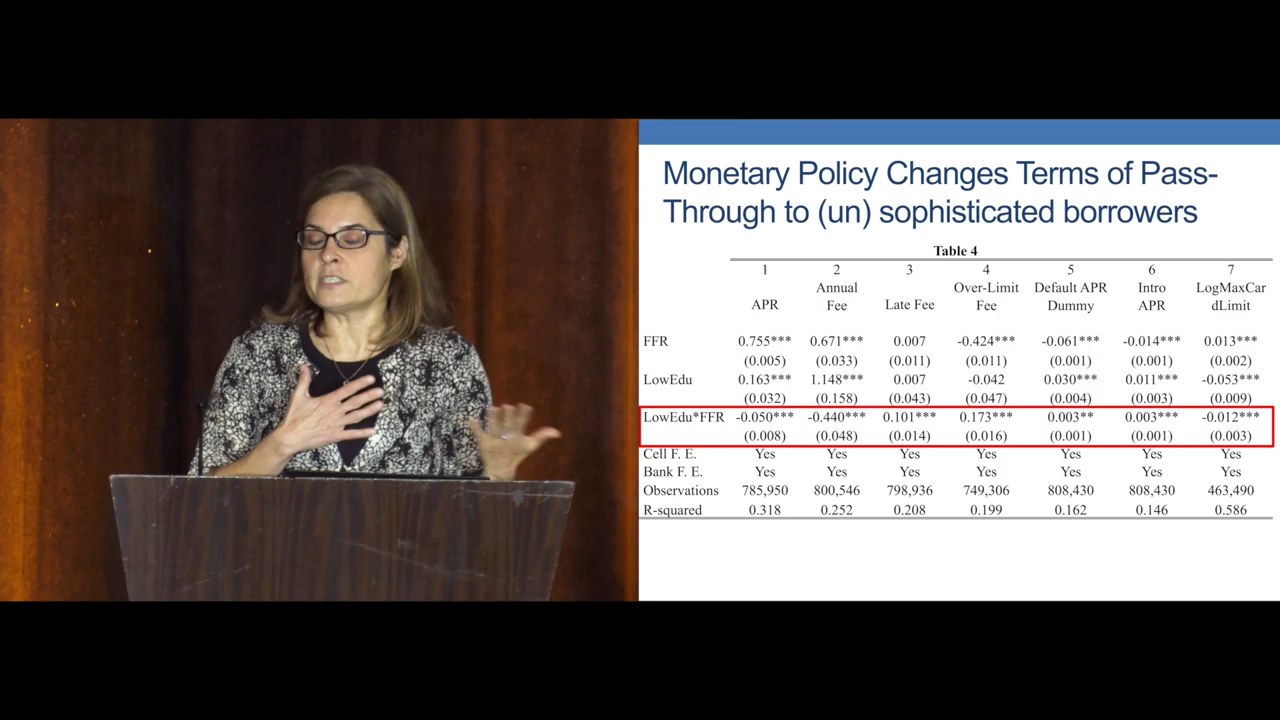 Monetary Policy Changes Terms of Pass-
Through to (un) sophisticated borrowers
Table 4
1 2 3 4 5 6 7
Annual Over-Limit Default APR Intro LogMaxCar
APR Fee Late Fee Fee Dummy APR dLimit
FFR 0.755*** 0.671*** 0.007 -0.424*** -0.061*** -0.014*** 0.013***
(0.005) (0.033) (0.011) (0.011) (0.001) (0.001) (0.002)
LowEdu 0.163*** 1.148*** 0.007 -0.042 0.030*** 0.011*** -0.053***
(0.032) (0.158) (0.043) (0.047) (0.004) (0.003) (0.009)
LowEdu*FFR -0.050*** -0.440*** 0.101*** 0.173*** 0.003** 0.003*** -0.012***
(0.008) (0.048) (0.014) (0.016) (0.001) (0.001) (0.003)
Cell F. E. Yes Yes Yes Yes Yes Yes Yes
Bank F. E. Yes Yes Yes Yes Yes Yes Yes
Observations 785,950 800,546 798,936 749,306 808,430 808,430 463,490
R-squared 0.318 0.252 0.208 0.199 0.162 0.146 0.586